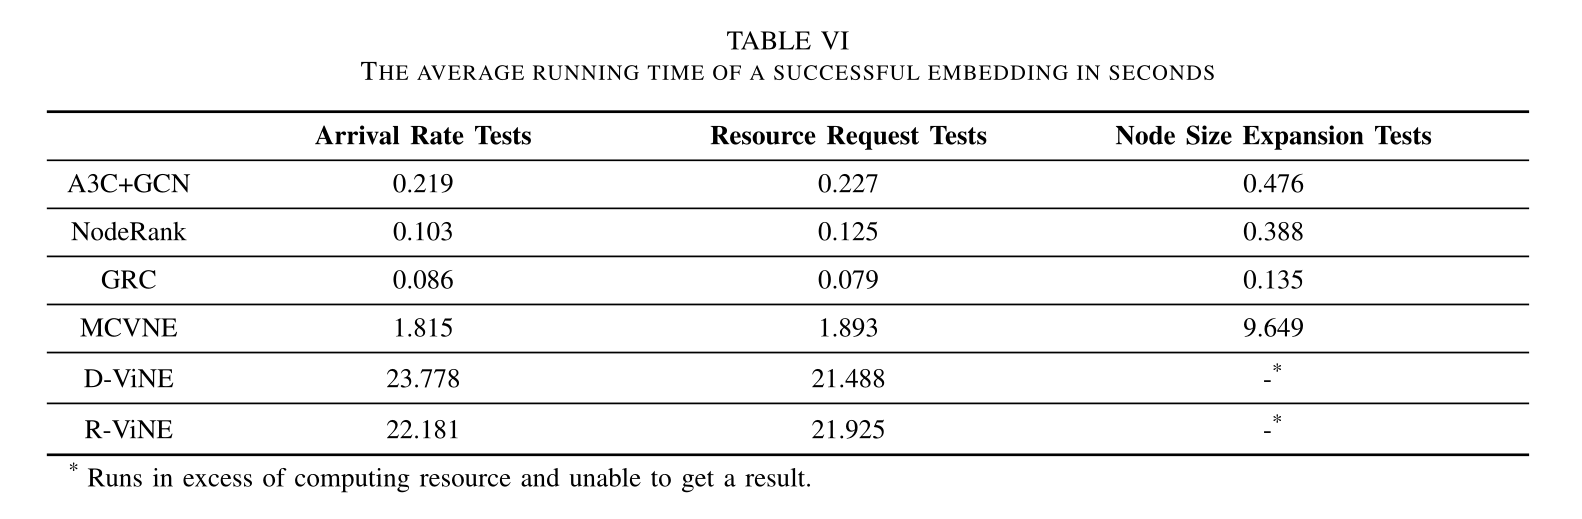 TABLE VI
THE AVERAGE RUNNING TIME OF A SUCCESSFUL EMBEDDING IN SECONDS
Arrival Rate Tests Resource Request Tests Node Size Expansion Tests
A3C+GCN 0.219 0.227 0.476
NodeRank 0.103 0.125 0.388
GRC 0.086 0.079 0.135
MCVNE 1.815 1.893 9.649
D-ViNE 23.778 21.488 -*
R-ViNE 22.181 21.925 -*
* Runs in excess of computing resource and unable to get a result.